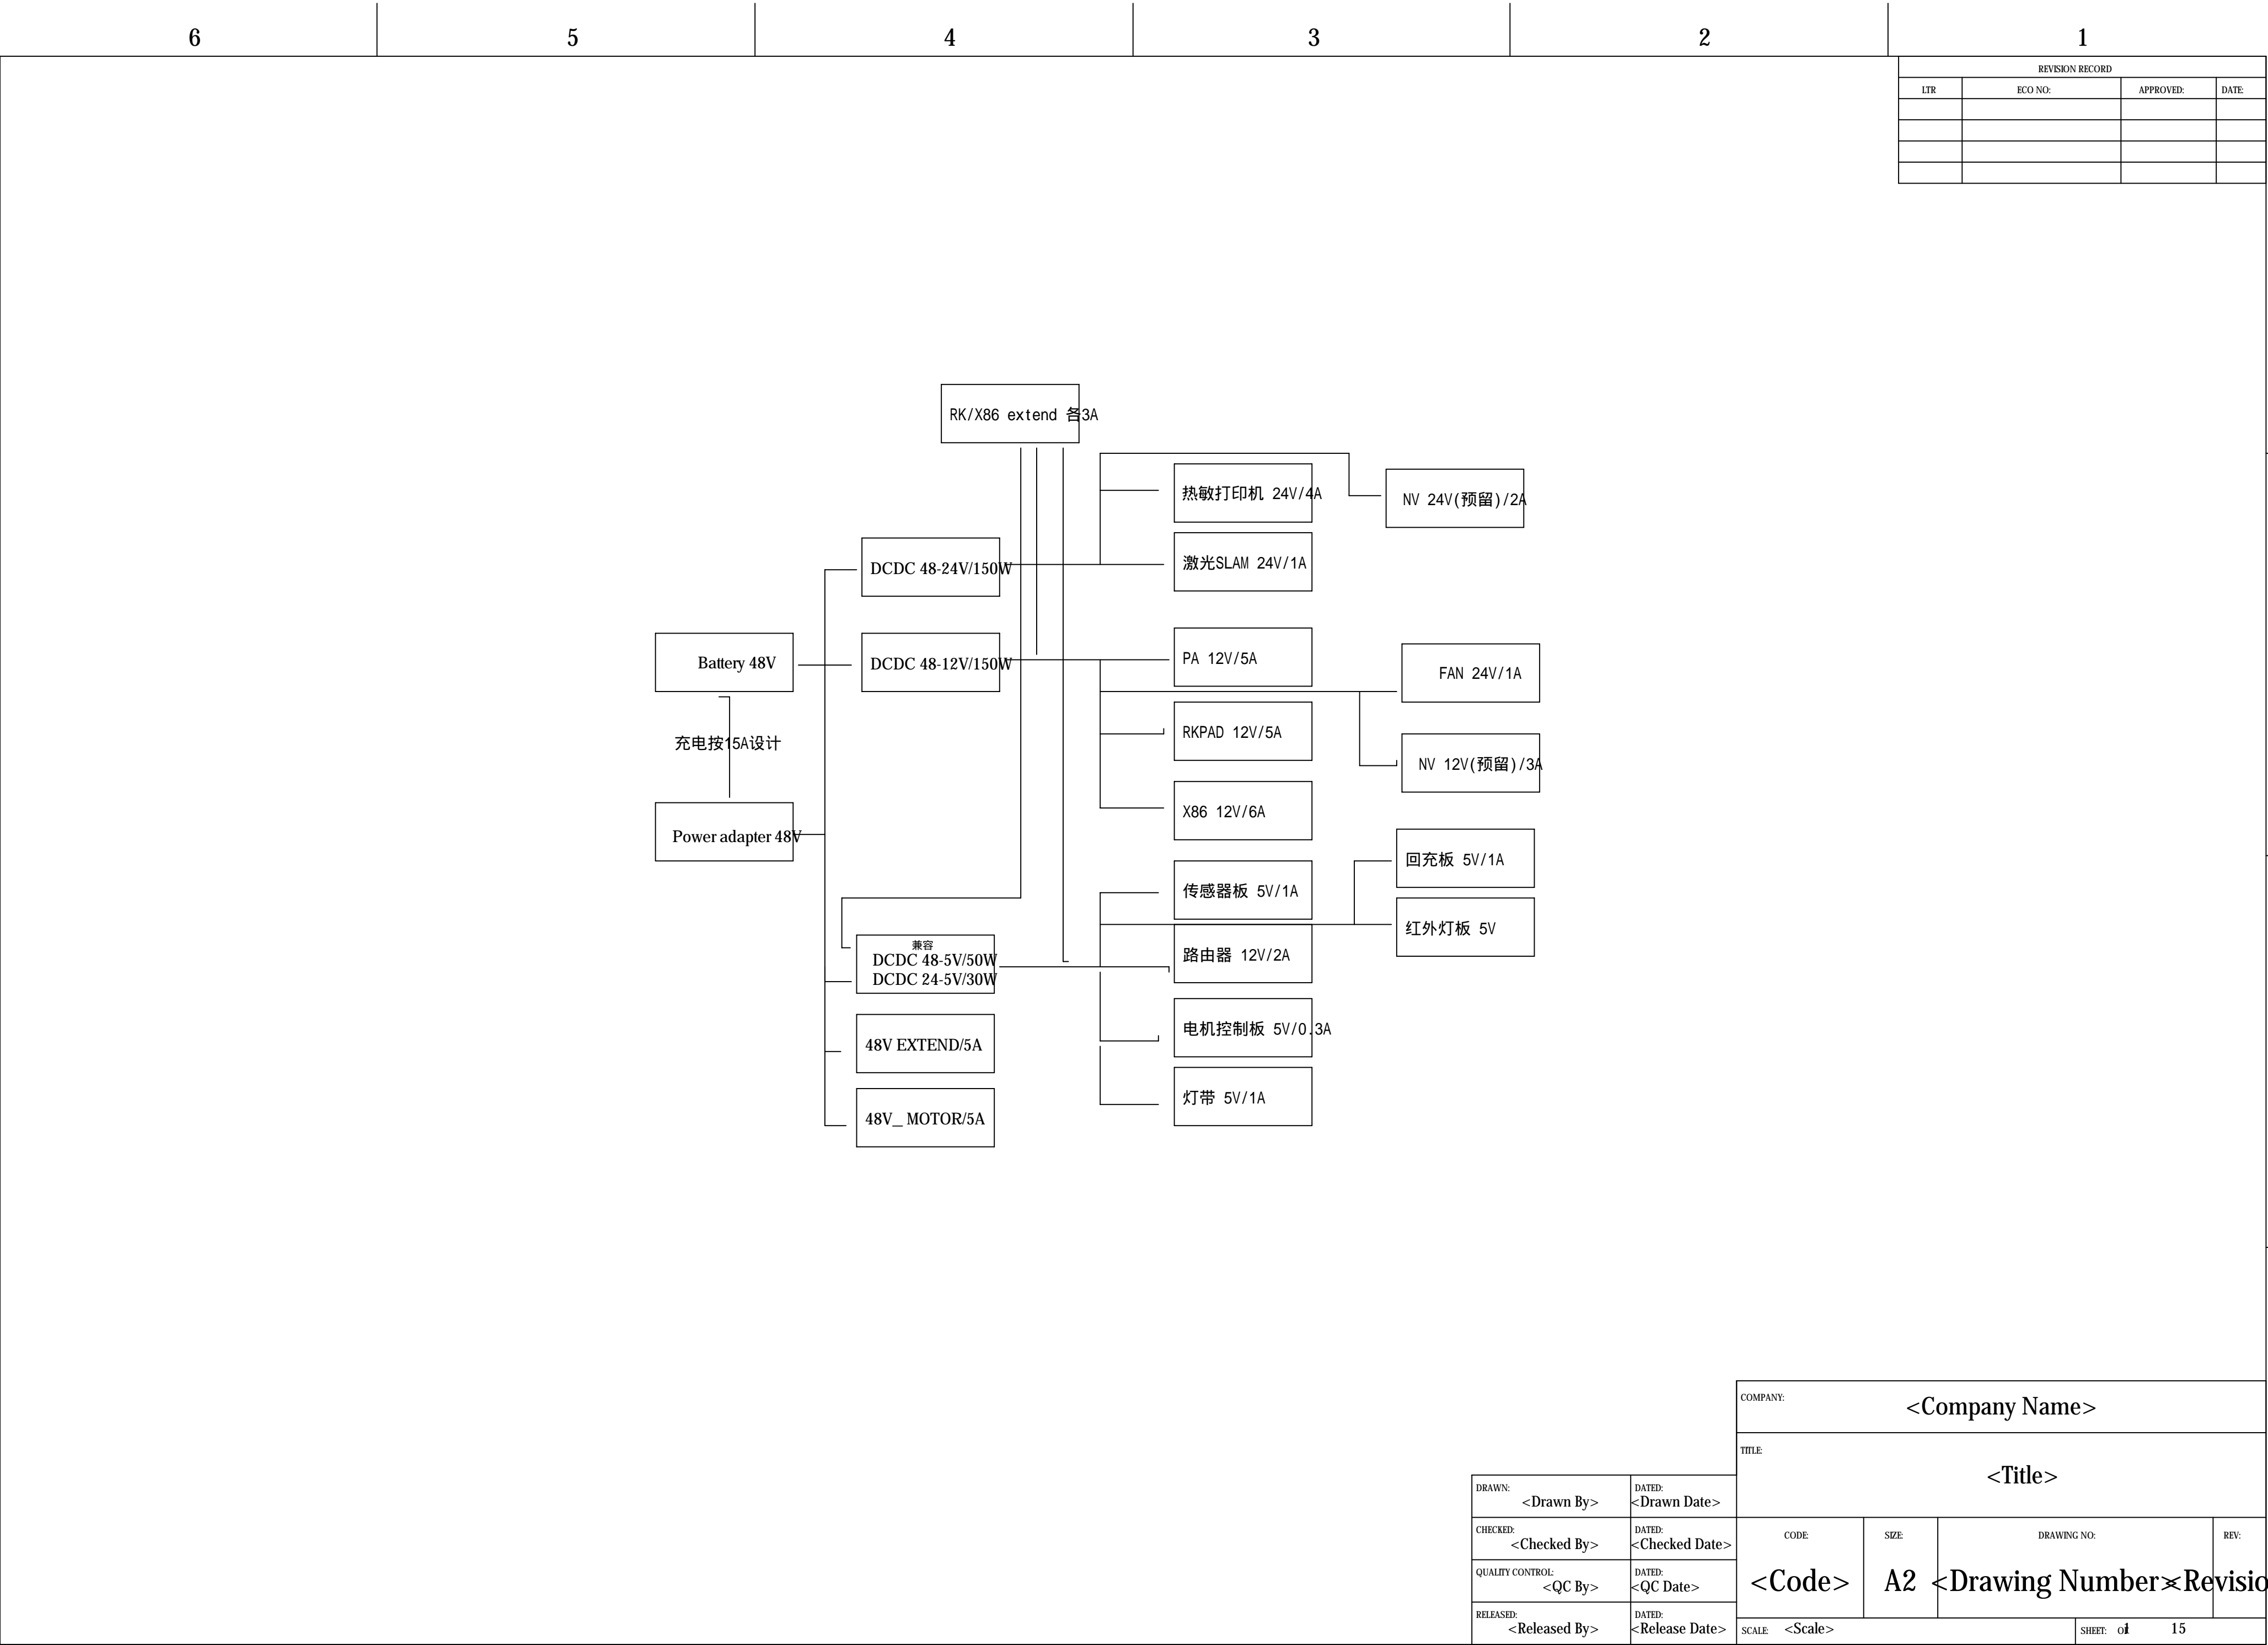 6 5 4 3 2 1
REVISION RECORD
LTR ECO NO: APPROVED: DATE:
RK/X86 extend 各3A
热敏打印机 24V/4A
NV 24V(预留)/2A
激光SLAM 24V/1A
DCDC 48-24V/150W
Battery 48V
DCDC 48-12V/150W
PA 12V/5A
FAN 24V/1A
充电按15A设计
RKPAD 12V/5A
NV 12V(预留)/3A
Power adapter 48V
X86 12V/6A
回充板 5V/1A
传感器板 5V/1A
红外灯板 5V
兼容
DCDC 48-5V/50W
DCDC 24-5V/30W
路由器 12V/2A
48V EXTEND/5A
电机控制板 5V/0.3A
48V_ MOTOR/5A
灯带 5V/1A
COMPANY:
<Company Name>
TITLE:
<Title>
DRAWN:
<Drawn By>
DATED:
<Drawn Date>
CHECKED:
<Checked By>
DATED:
<Checked Date>
QUALITY CONTROL:
<QC By>
DATED:
<QC Date>
RELEASED:
<Released By>
DATED:
<Release Date>
CODE:
<Code>
SIZE:
A2
DRAWING NO:
<Drawing Number>
REV:
<Revisio
SCALE: <Scale>
SHEET: 1 OF 15